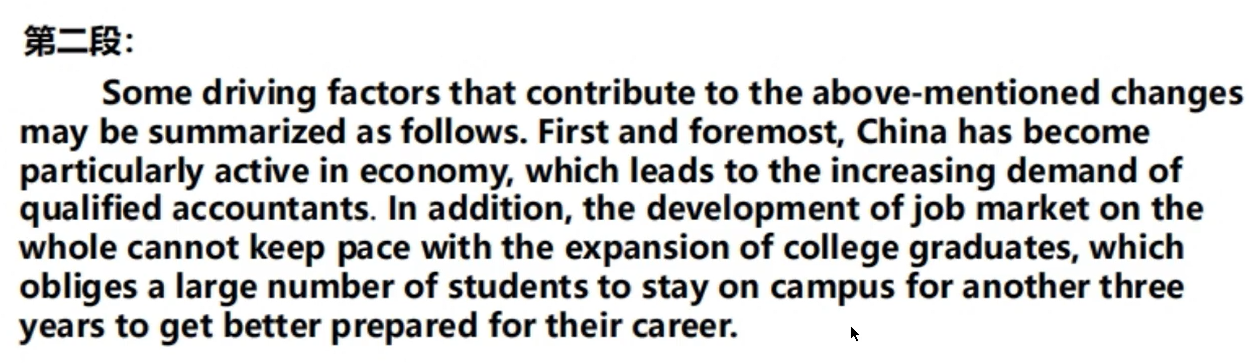 第二段：
Some driving factors that contribute to the above-mentioned changes
may be summarized as follows. First and foremost, China has become
particularly active in economy, which leads to the increasing demand of
qualified accountants. In addition, the development of job market on the
whole cannot keep pace with the expansion of college graduates, which
obliges a large number of students to stay on campus for another three
years to get better prepared for their career.